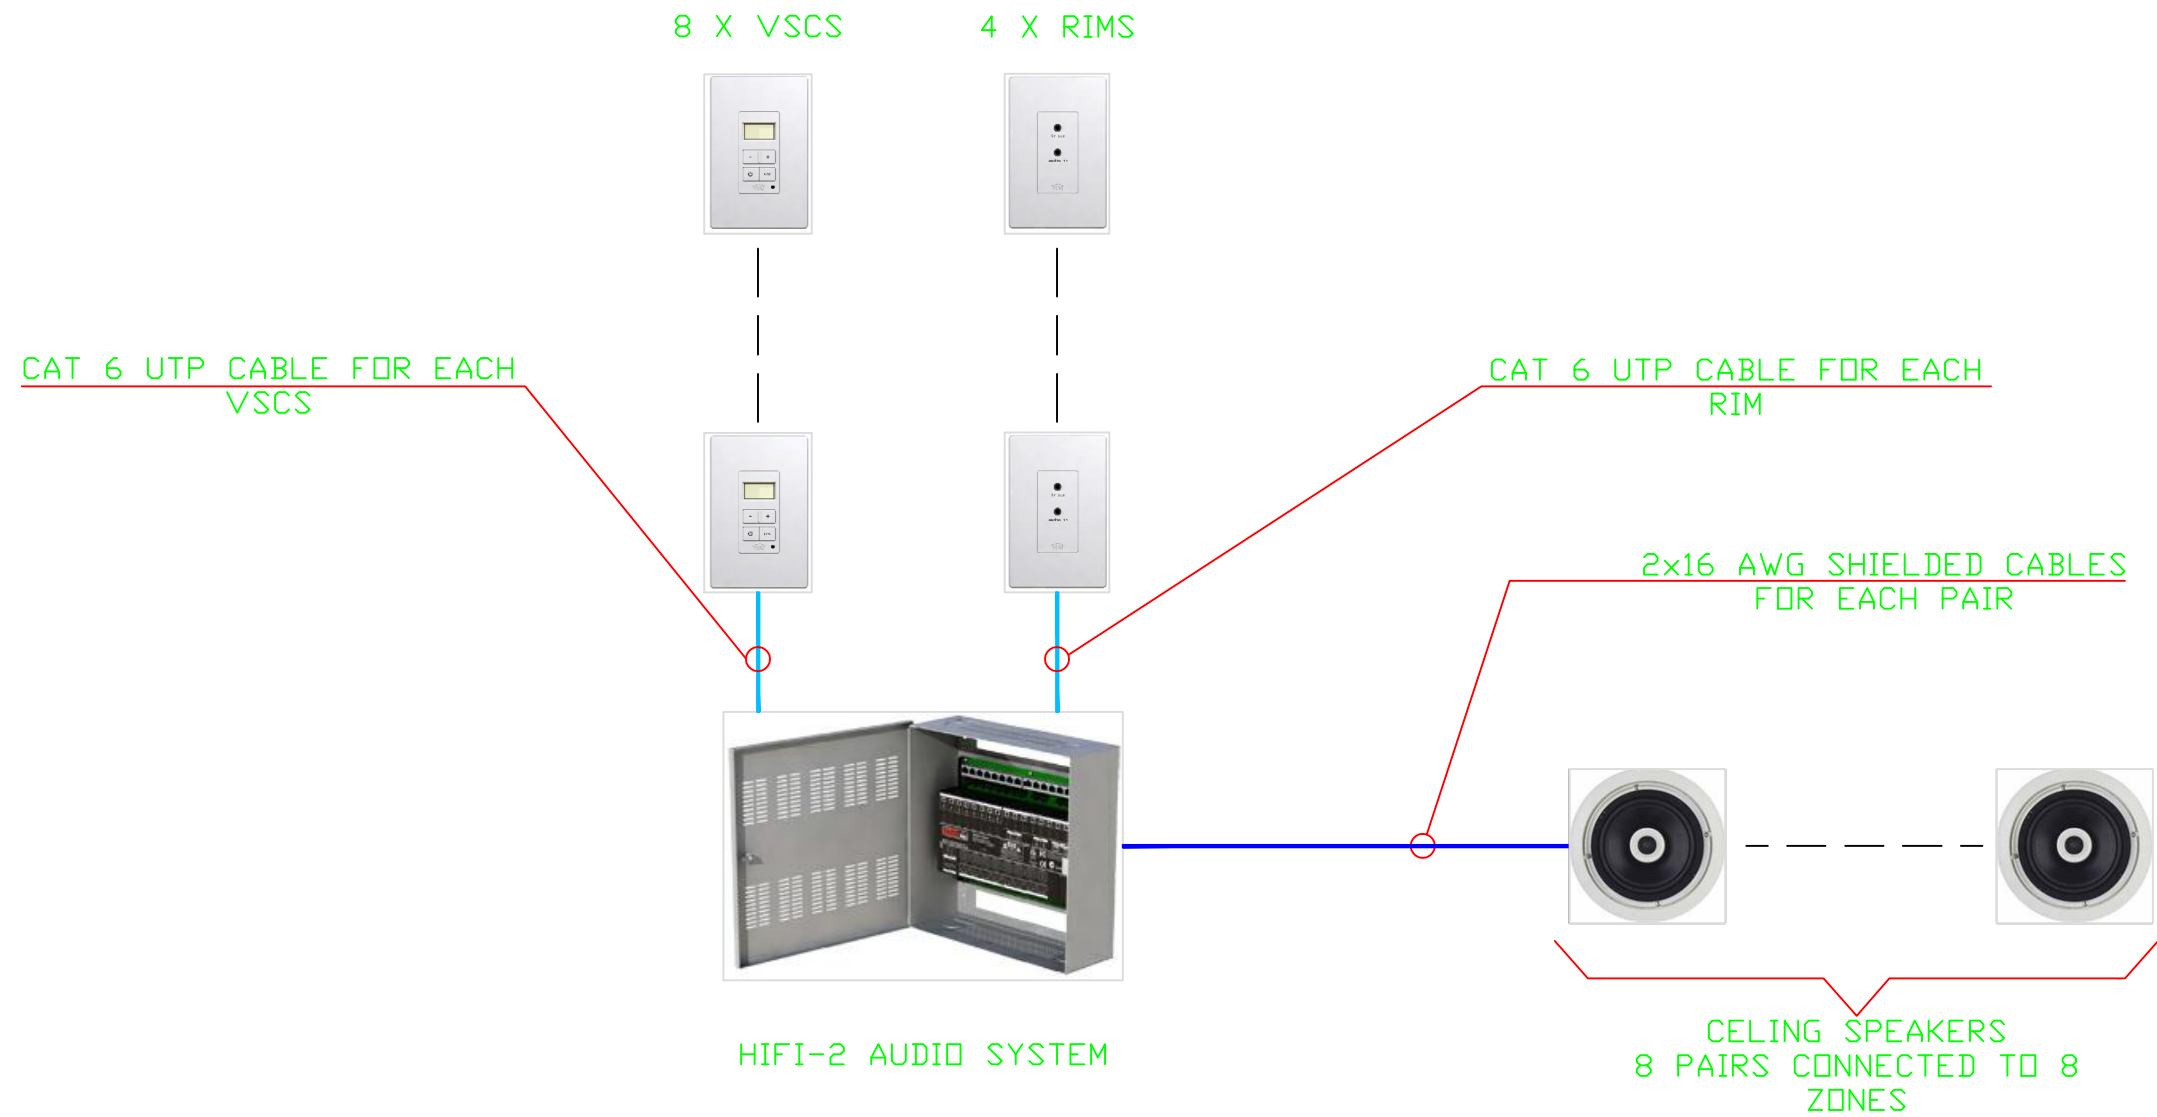 8 X VSCS
4 X RIMS
CAT 6 UTP CABLE FOR EACH
VSCS
CAT 6 UTP CABLE FOR EACH
RIM
2x16 AWG SHIELDED CABLES
FOR EACH PAIR
HIFI-2 AUDIO SYSTEM
CELING SPEAKERS
8 PAIRS CONNECTED TO 8
ZONES